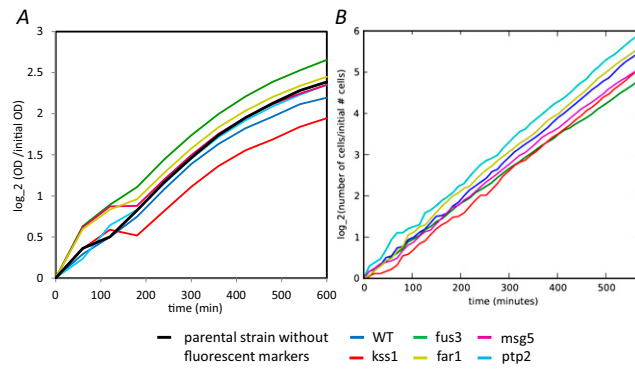 A
B
log_2 (OD /initial OD)
3
2.5
2
1.5
1
0.5
0
0 100 200 300 400 500 600
time (min)
log_2(number of cells/initial # cells)
6
5
4
3
2
1
0
0 100 200 300 400 500
time (minutes)
parental strain without
fluorescent markers
WT fus3 msg5
kss1 far1 ptp2